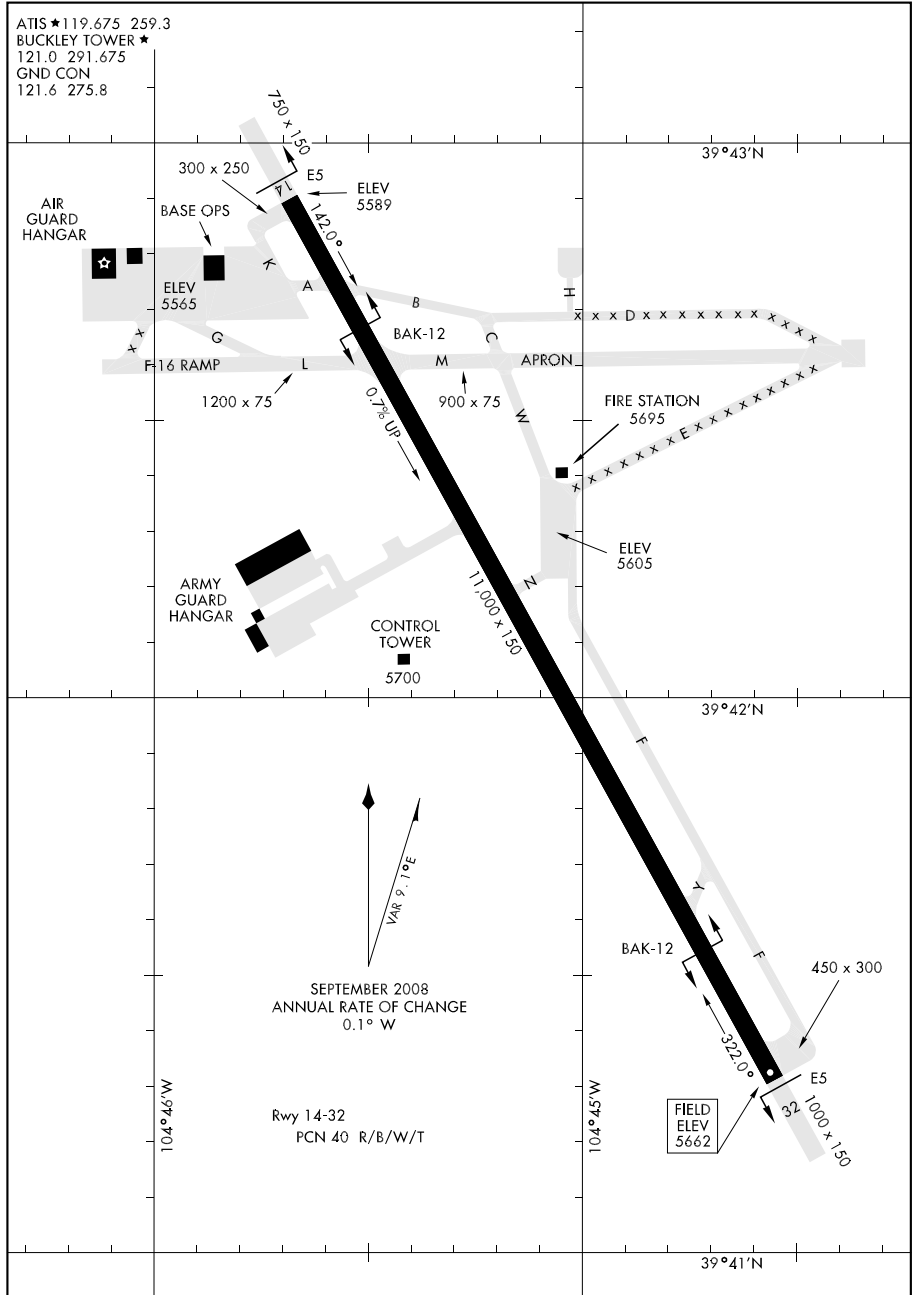 ATIS ★ 119.675 259.3
BUCKLEY TOWER ★
121.0 291.675
GND CON
121.6 275.8
750 x 150
39°43'N
300 x 250
E5
14
ELEV
5589
AIR
GUARD
HANGAR
BASE OPS
142.0°
K
ELEV
5565
A
B
H
D
G
BAK-12
C
F-16 RAMP
L
M
APRON
1200 x 75
0.7% UP
900 x 75
W
FIRE STATION
5695
E
ELEV
5605
ARMY
GUARD
HANGAR
N
11,000 x 150
CONTROL
TOWER
5700
39°42'N
F
VAR 9.1°E
Y
BAK-12
F
450 x 300
SEPTEMBER 2008
ANNUAL RATE OF CHANGE
0.1° W
322.0°
E5
104°46'W
104°45'W
Rwy 14-32
PCN 40 R/B/W/T
FIELD
ELEV
5662
32
1000 x 150
39°41'N